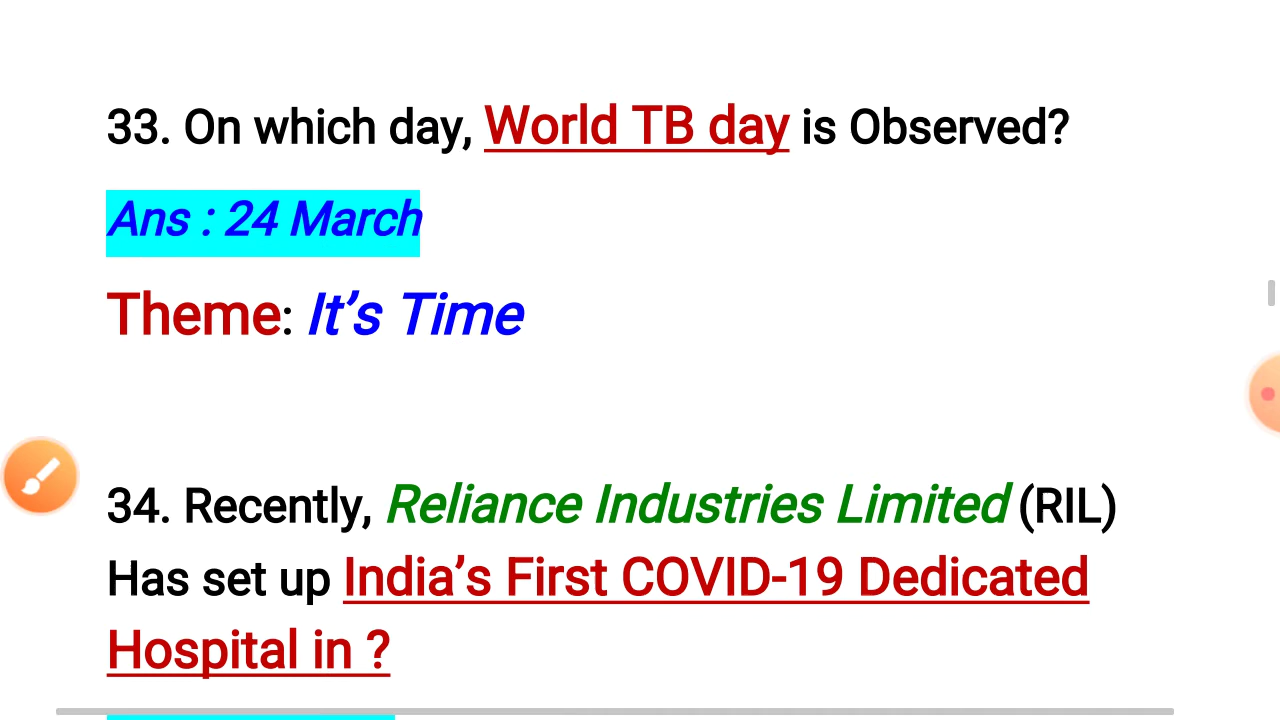 33. On which day, World TB day is Observed?
Ans : 24 March
Theme: It’s Time
34. Recently, Reliance Industries Limited (RIL)
Has set up India’s First COVID-19 Dedicated
Hospital in ?